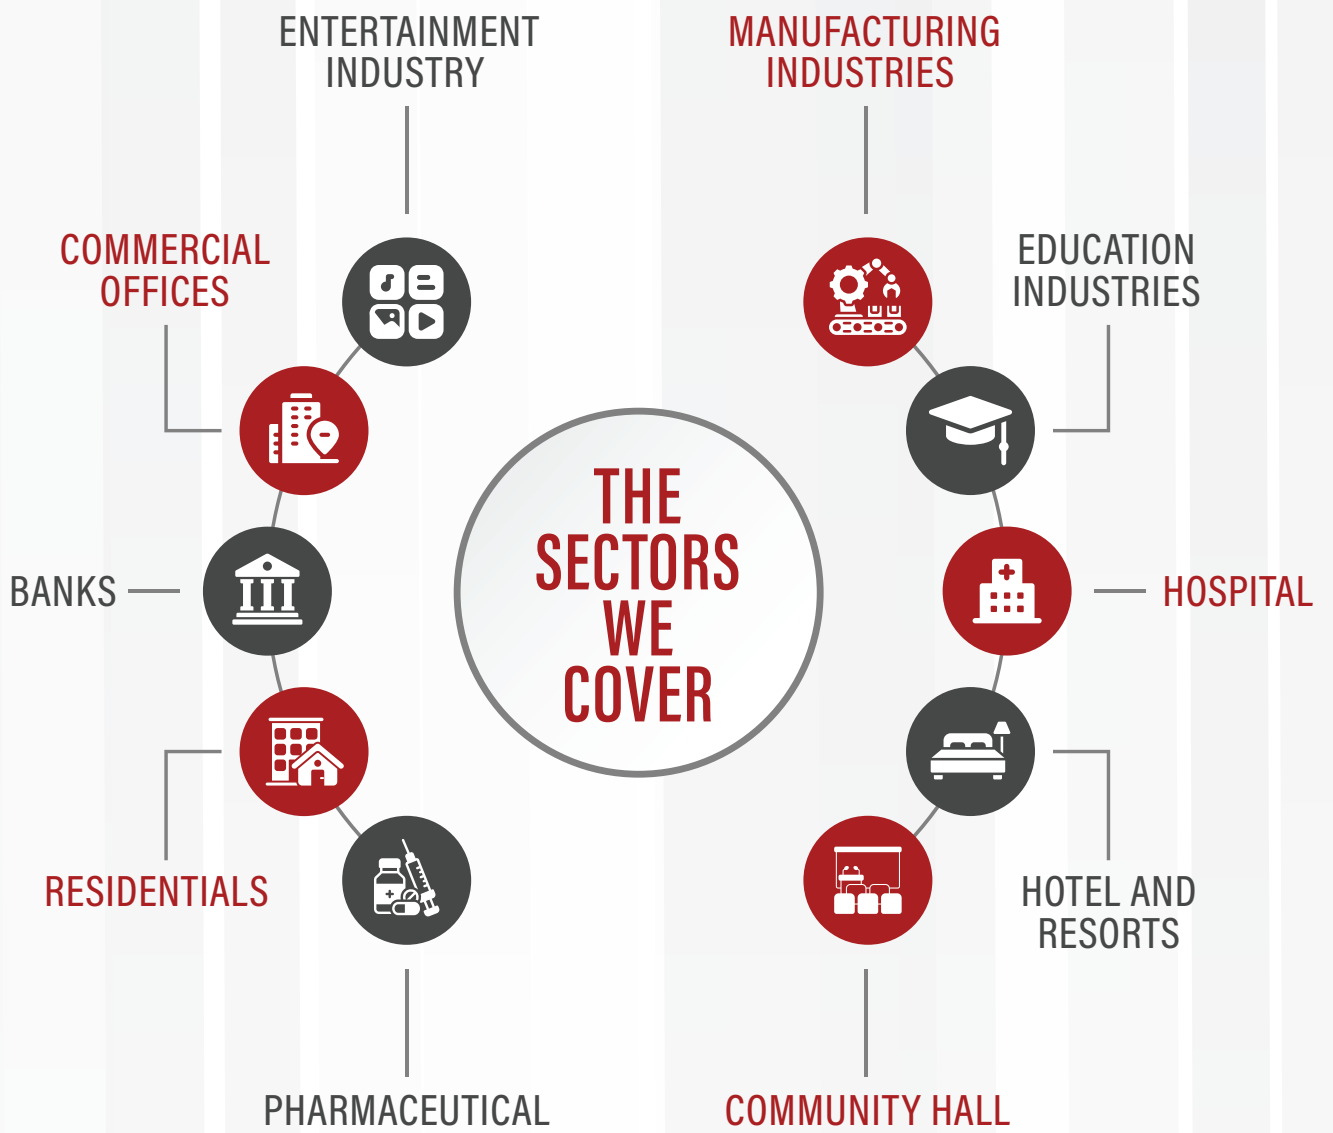 ENTERTAINMENT
INDUSTRY
MANUFACTURING
INDUSTRIES
COMMERCIAL
OFFICES
EDUCATION
INDUSTRIES
THE
SECTORS
WE
COVER
BANKS
HOSPITAL
RESIDENTIALS
HOTEL AND
RESORTS
PHARMACEUTICAL
COMMUNITY HALL